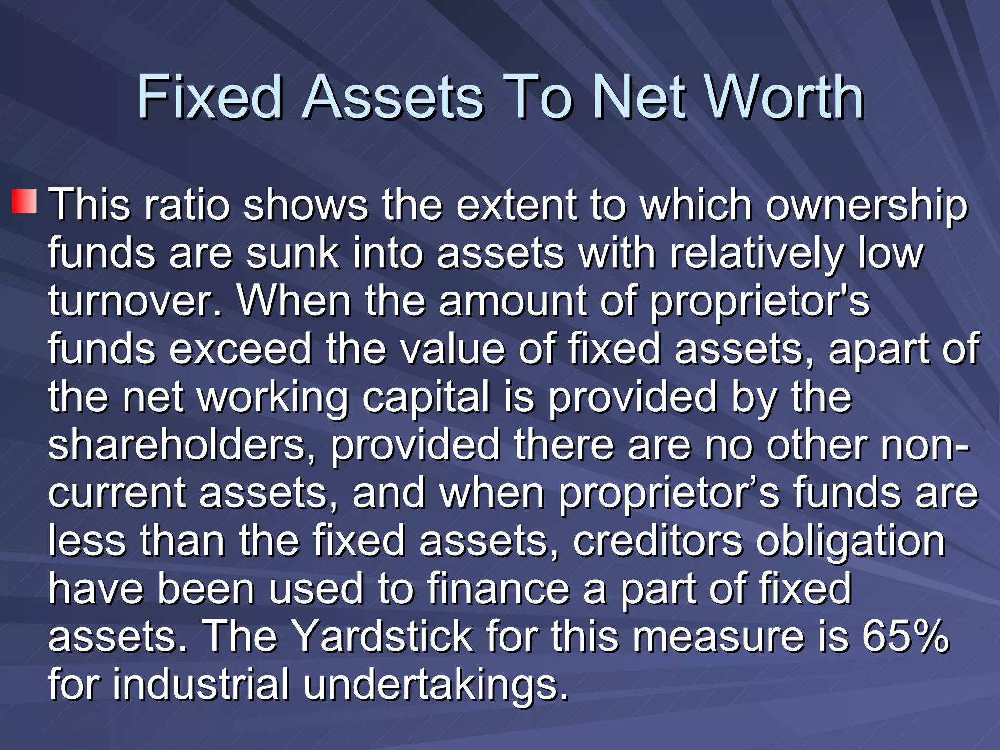 Fixed Assets To Net Worth
This ratio shows the extent to which ownership
funds are sunk into assets with relatively low
turnover. When the amount of proprietor's
funds exceed the value of fixed assets, apart of
the net working capital is provided by the
shareholders, provided there are no other non-
current assets, and when proprietor’s funds are
less than the fixed assets, creditors obligation
have been used to finance a part of fixed
assets. The Yardstick for this measure is 65%
for industrial undertakings.